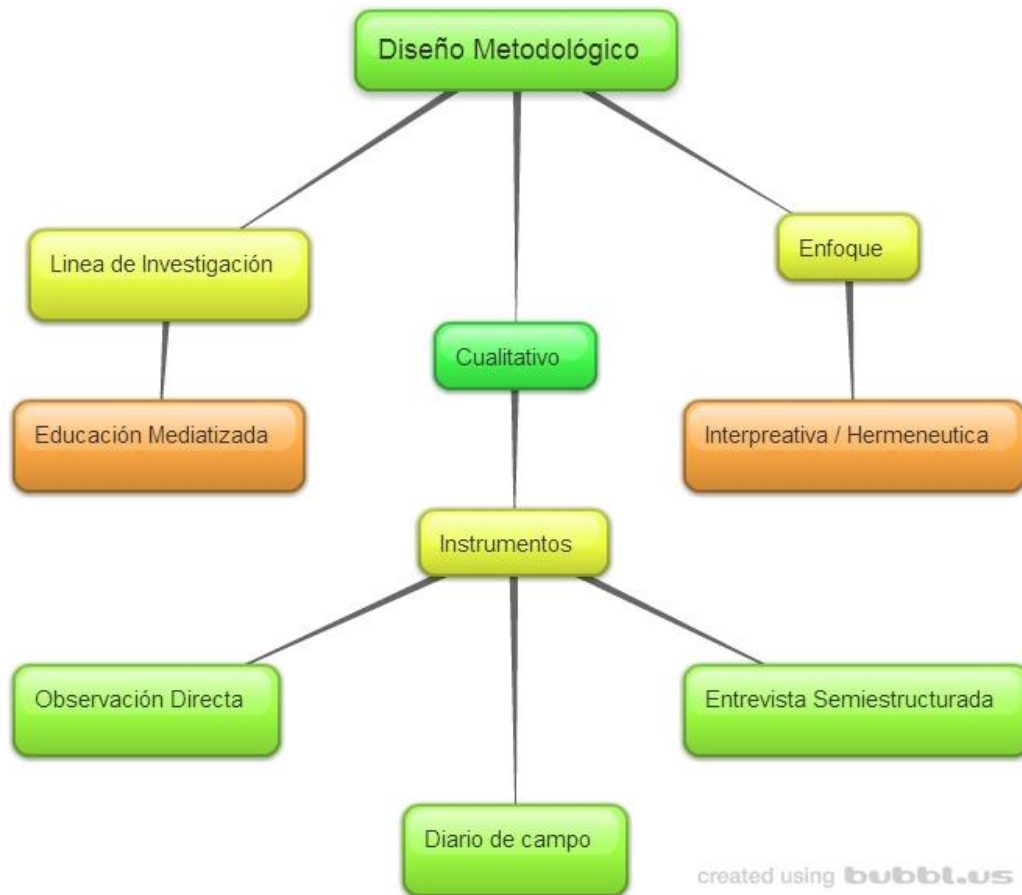 Diseño Metodológico
Linea de Investigación
Enfoque
Cualitativo
Educación Mediatizada
Interpreativa / Hermeneutica
Instrumentos
Observación Directa
Entrevista Semiestructurada
Diario de campo
created using bubbl.us